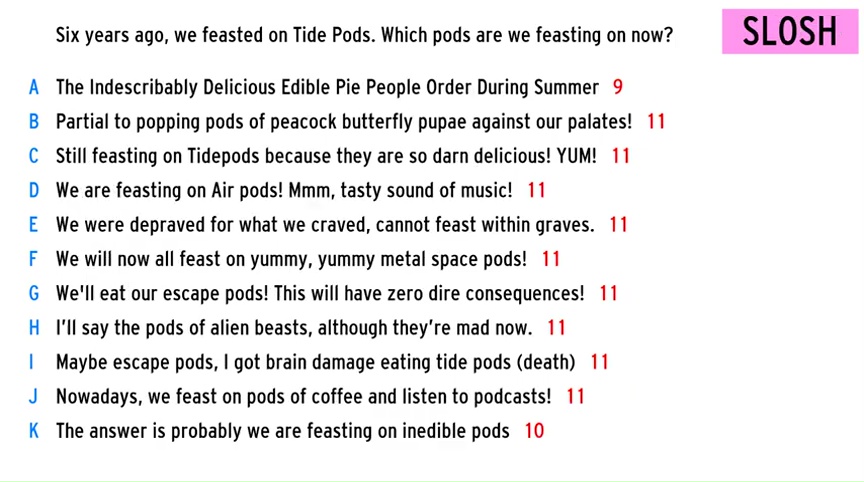 Six years ago, we feasted on Tide Pods. Which pods are we feasting on now?
SLOSH
A The Indescribably Delicious Edible Pie People Order During Summer 9
B Partial to popping pods of peacock butterfly pupae against our palates! 11
C Still feasting on Tidepods because they are so darn delicious! YUM! 11
D We are feasting on Air pods! Mmm, tasty sound of music! 11
E We were depraved for what we craved, cannot feast within graves. 11
F We will now all feast on yummy, yummy metal space pods! 11
G We'll eat our escape pods! This will have zero dire consequences! 11
H I'll say the pods of alien beasts, although they're mad now. 11
I Maybe escape pods, I got brain damage eating tide pods (death) 11
J Nowadays, we feast on pods of coffee and listen to podcasts! 11
K The answer is probably we are feasting on inedible pods 10